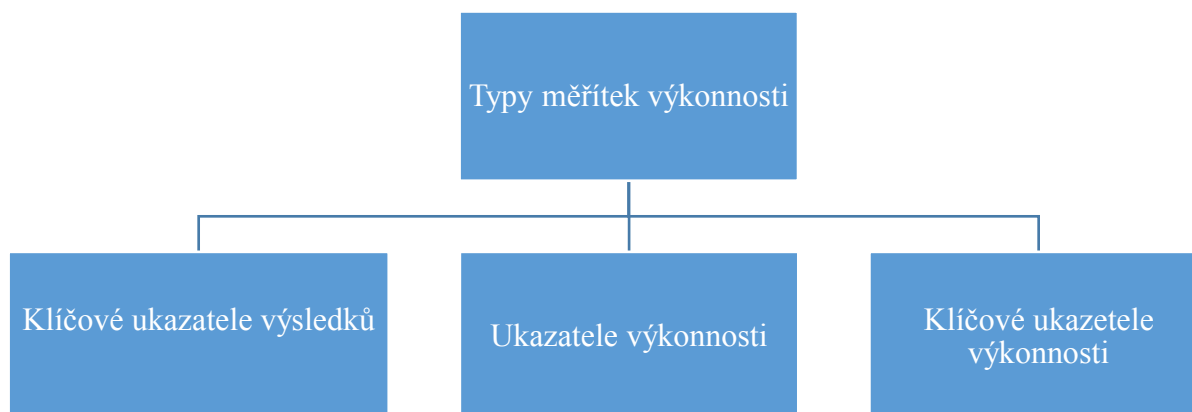 Typy měřítek výkonnosti
Klíčové ukazatele výsledků
Ukazatele výkonnosti
Klíčové ukazetele
výkonnosti